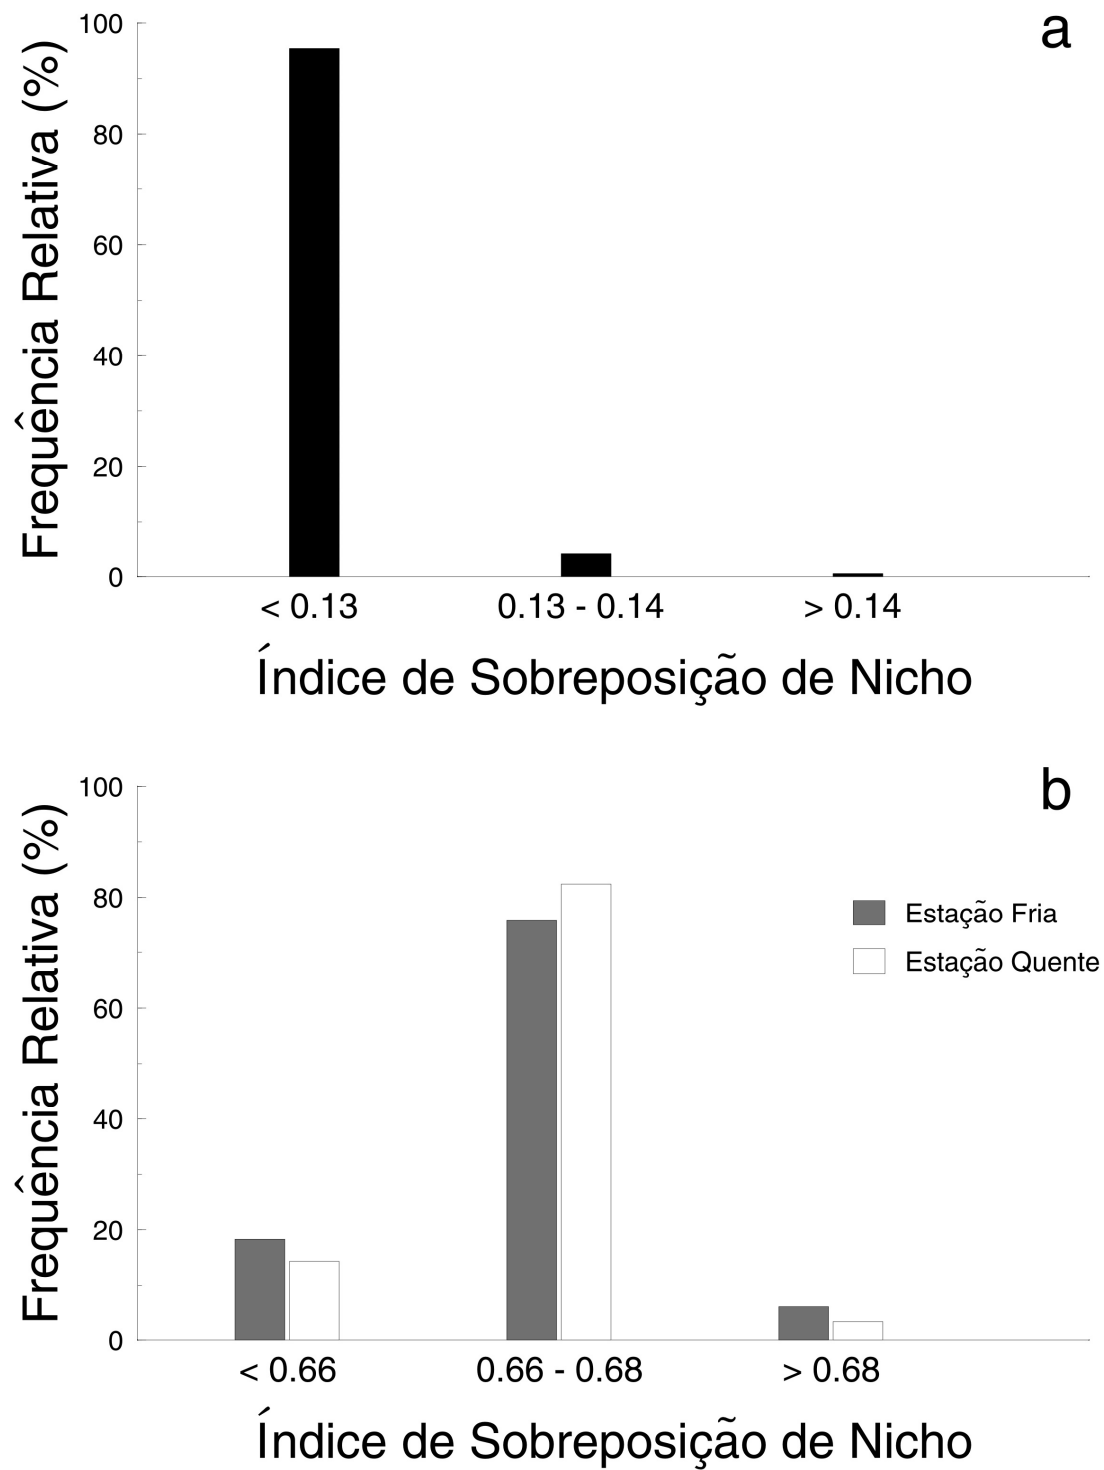 a
Frequência Relativa (%)
100
80
60
40
20
0
< 0.13
0.13 - 0.14
> 0.14
Índice de Sobreposição de Nicho
b
Frequência Relativa (%)
100
80
60
40
20
0
Estação Fria
Estação Quente
< 0.66
0.66 - 0.68
> 0.68
Índice de Sobreposição de Nicho